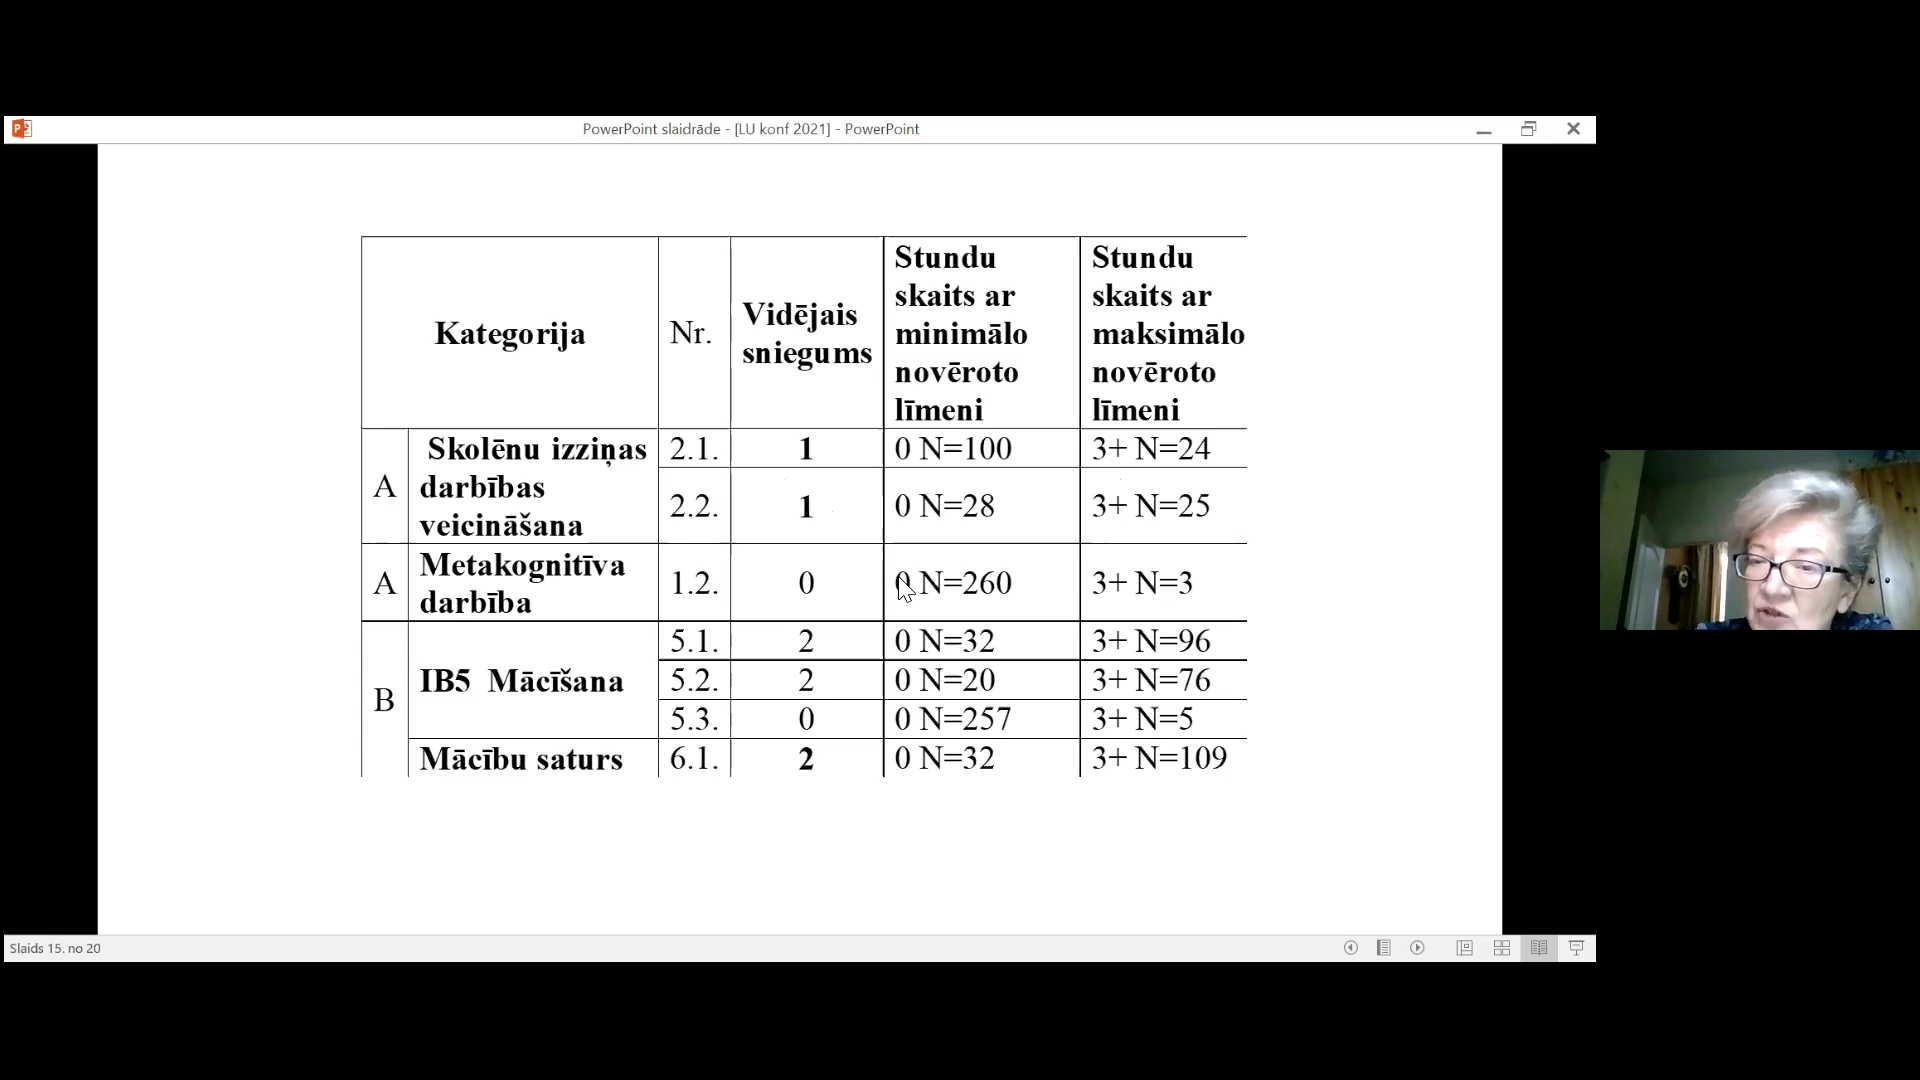 PowerPoint slaidrāde - [LU konf 2021] - PowerPoint
Kategorija
Nr.
Vidējais
sniegums
Stundu
skaits ar
minimālo
novēroto
līmeni
Stundu
skaits ar
maksimālo
novēroto
līmeni
A
Skolēnu izziņas
darbības
veicināšana
2.1. 1 0 N=100 3+ N=24
2.2. 1 0 N=28 3+ N=25
A
Metakognitīva
darbība
1.2. 0 0 N=260 3+ N=3
B
IB5 Mācīšana
5.1. 2 0 N=32 3+ N=96
5.2. 2 0 N=20 3+ N=76
5.3. 0 0 N=257 3+ N=5
Mācību saturs 6.1. 2 0 N=32 3+ N=109
Slaids 15. no 20